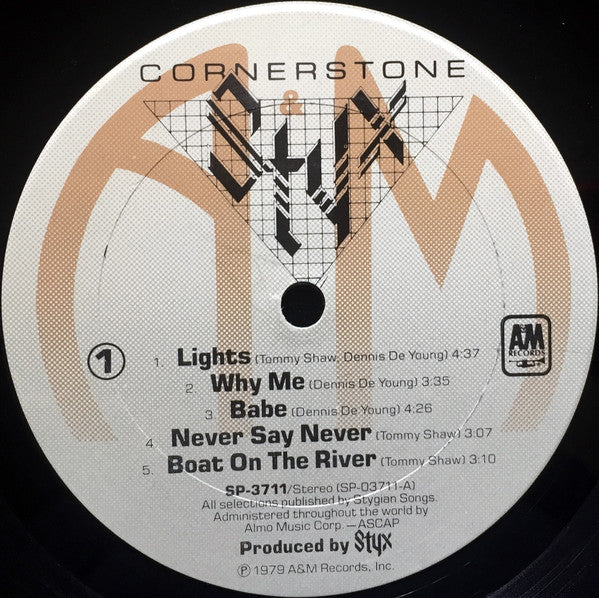 CORNERSTONE
&
Styx
A&M
RECORDS
1
1. Lights (Tommy Shaw, Dennis De Young) 4:37
2. Why Me (Dennis De Young) 3:35
3. Babe (Dennis De Young) 4:26
4. Never Say Never (Tommy Shaw) 3:07
5. Boat On The River (Tommy Shaw) 3:10
SP-3711/Stereo (SP-03711-A)
All selections published by Stygian Songs.
Administered throughout the world by
Almo Music Corp. — ASCAP
Produced by Styx
℗ 1979 A&M Records, Inc.